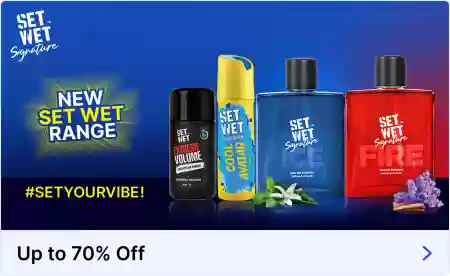 SET
WET
Signature
NEW
SET WET
RANGE
#SETYOURVIBE!
SET
WET
EXTREME
VOLUME
SET
WET
COOL
AVATAR
SET
WET
Signature
ICE
SET
WET
Signature
FIRE
Up to 70% Off